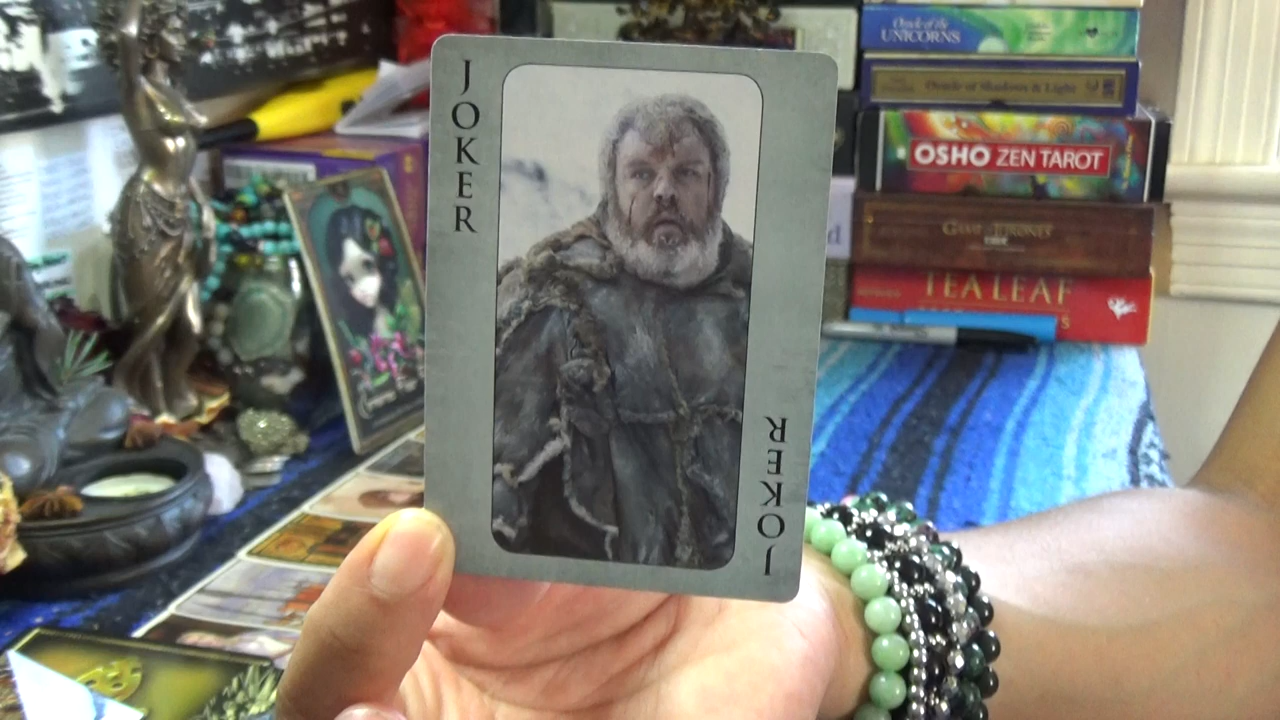 JOKER
JOKER
Oracle of the
UNICORNS
Oracle of Shadows & Light
OSHO ZEN TAROT
GAME OF THRONES
TEA LEAF